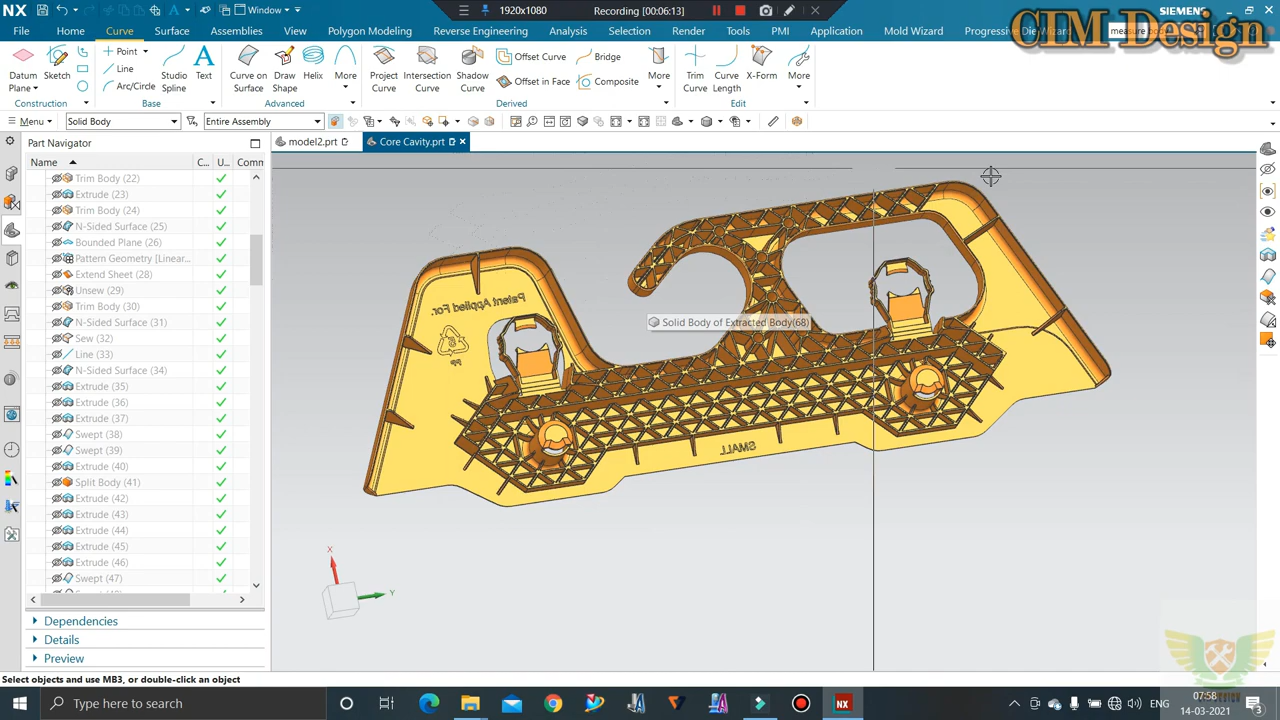 NX
Window
1920x1080
Recording [00:06:13]
SIEMENS
CIM-Design
File
Home
Curve
Surface
Assemblies
View
Polygon Modeling
Reverse Engineering
Analysis
Selection
Render
Tools
PMI
Application
Mold Wizard
Progressive Die Wizard
Datum Plane
Sketch
Point
Line
Arc/Circle
Studio Spline
Text
Curve on Surface
Draw Shape
Helix
More
Project Curve
Intersection Curve
Shadow Curve
Offset Curve
Offset in Face
Bridge
Composite
More
Trim Curve
Curve Length
X-Form
More
Construction
Base
Advanced
Derived
Edit
Menu
Solid Body
Entire Assembly
Part Navigator
model2.prt
Core Cavity.prt
Name
C...
U...
Comm
Trim Body (22)
Extrude (23)
Trim Body (24)
N-Sided Surface (25)
Bounded Plane (26)
Pattern Geometry [Linear...
Extend Sheet (28)
Unsew (29)
Trim Body (30)
N-Sided Surface (31)
Sew (32)
Line (33)
N-Sided Surface (34)
Extrude (35)
Extrude (36)
Extrude (37)
Swept (38)
Swept (39)
Extrude (40)
Split Body (41)
Extrude (42)
Extrude (43)
Extrude (44)
Extrude (45)
Extrude (46)
Swept (47)
Patent Applied For.
PP
Solid Body of Extracted Body(68)
SMALL
X
Y
Dependencies
Details
Preview
Select objects and use MB3, or double-click an object
Type here to search
NX
ENG
07:58
14-03-2021
3